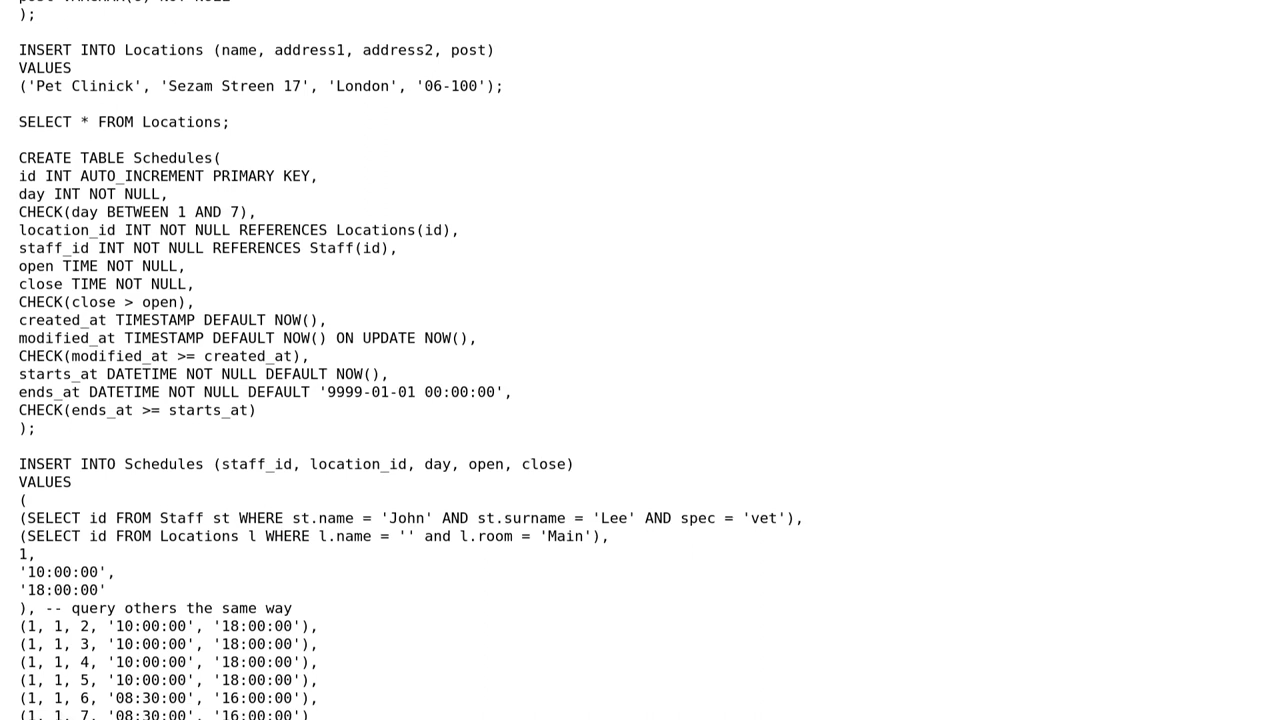 );
INSERT INTO Locations (name, address1, address2, post)
VALUES
('Pet Clinick', 'Sezam Streen 17', 'London', '06-100');
SELECT * FROM Locations;
CREATE TABLE Schedules(
id INT AUTO_INCREMENT PRIMARY KEY,
day INT NOT NULL,
CHECK(day BETWEEN 1 AND 7),
location_id INT NOT NULL REFERENCES Locations(id),
staff_id INT NOT NULL REFERENCES Staff(id),
open TIME NOT NULL,
close TIME NOT NULL,
CHECK(close > open),
created_at TIMESTAMP DEFAULT NOW(),
modified_at TIMESTAMP DEFAULT NOW() ON UPDATE NOW(),
CHECK(modified_at >= created_at),
starts_at DATETIME NOT NULL DEFAULT NOW(),
ends_at DATETIME NOT NULL DEFAULT '9999-01-01 00:00:00',
CHECK(ends_at >= starts_at)
);
INSERT INTO Schedules (staff_id, location_id, day, open, close)
VALUES
(
(SELECT id FROM Staff st WHERE st.name = 'John' AND st.surname = 'Lee' AND spec = 'vet'),
(SELECT id FROM Locations l WHERE l.name = '' and l.room = 'Main'),
1,
'10:00:00',
'18:00:00'
), -- query others the same way
(1, 1, 2, '10:00:00', '18:00:00'),
(1, 1, 3, '10:00:00', '18:00:00'),
(1, 1, 4, '10:00:00', '18:00:00'),
(1, 1, 5, '10:00:00', '18:00:00'),
(1, 1, 6, '08:30:00', '16:00:00'),
(1, 1, 7, '08:30:00', '16:00:00')